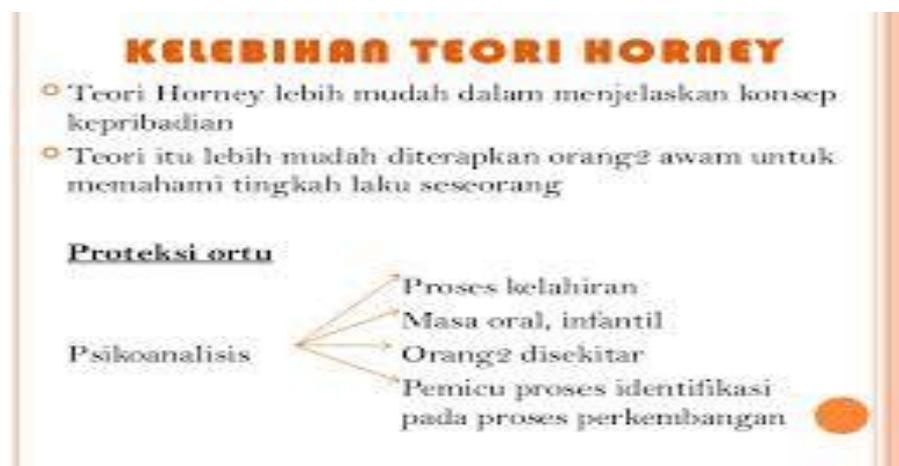 KELEBIHAN TEORI HORNEY
Teori Horney lebih mudah dalam menjelaskan konsep
kepribadian
Teori itu lebih mudah diterapkan orang2 awam untuk
memahami tingkah laku seseorang
Proteksi ortu
Proses kelahiran
Masa oral, infantil
Psikoanalisis
Orang2 disekitar
Pemicu proses identifikasi
pada proses perkembangan